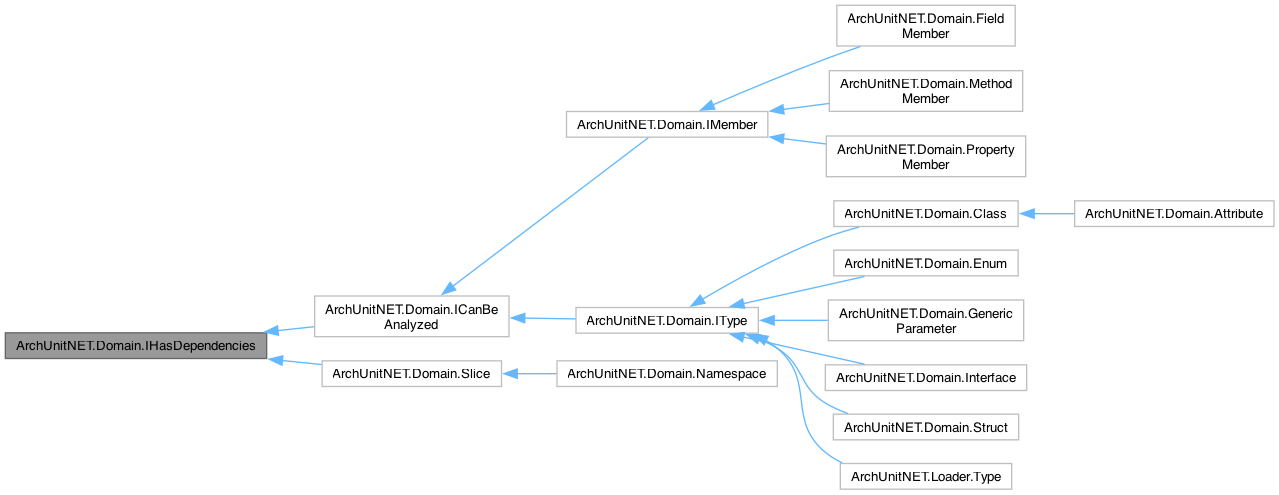 ArchUnitNET.Domain.Field
Member
ArchUnitNET.Domain.Method
Member
ArchUnitNET.Domain.IMember
ArchUnitNET.Domain.Property
Member
ArchUnitNET.Domain.Class
ArchUnitNET.Domain.Attribute
ArchUnitNET.Domain.Enum
ArchUnitNET.Domain.ICanBe
Analyzed
ArchUnitNET.Domain.IType
ArchUnitNET.Domain.Generic
Parameter
ArchUnitNET.Domain.IHasDependencies
ArchUnitNET.Domain.Slice
ArchUnitNET.Domain.Namespace
ArchUnitNET.Domain.Interface
ArchUnitNET.Domain.Struct
ArchUnitNET.Loader.Type